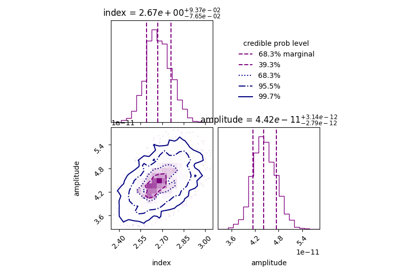 index = 2.67e+00 +9.37e−02 −7.65e−02
credible prob level
68.3% marginal
39.3%
68.3%
95.5%
99.7%
1e−11
amplitude = 4.42e−11 +3.14e−12 −2.79e−12
amplitude
5.4
4.8
4.2
3.6
2.40
2.55
2.70
2.85
3.00
index
3.6
4.2
4.8
5.4
1e−11
amplitude